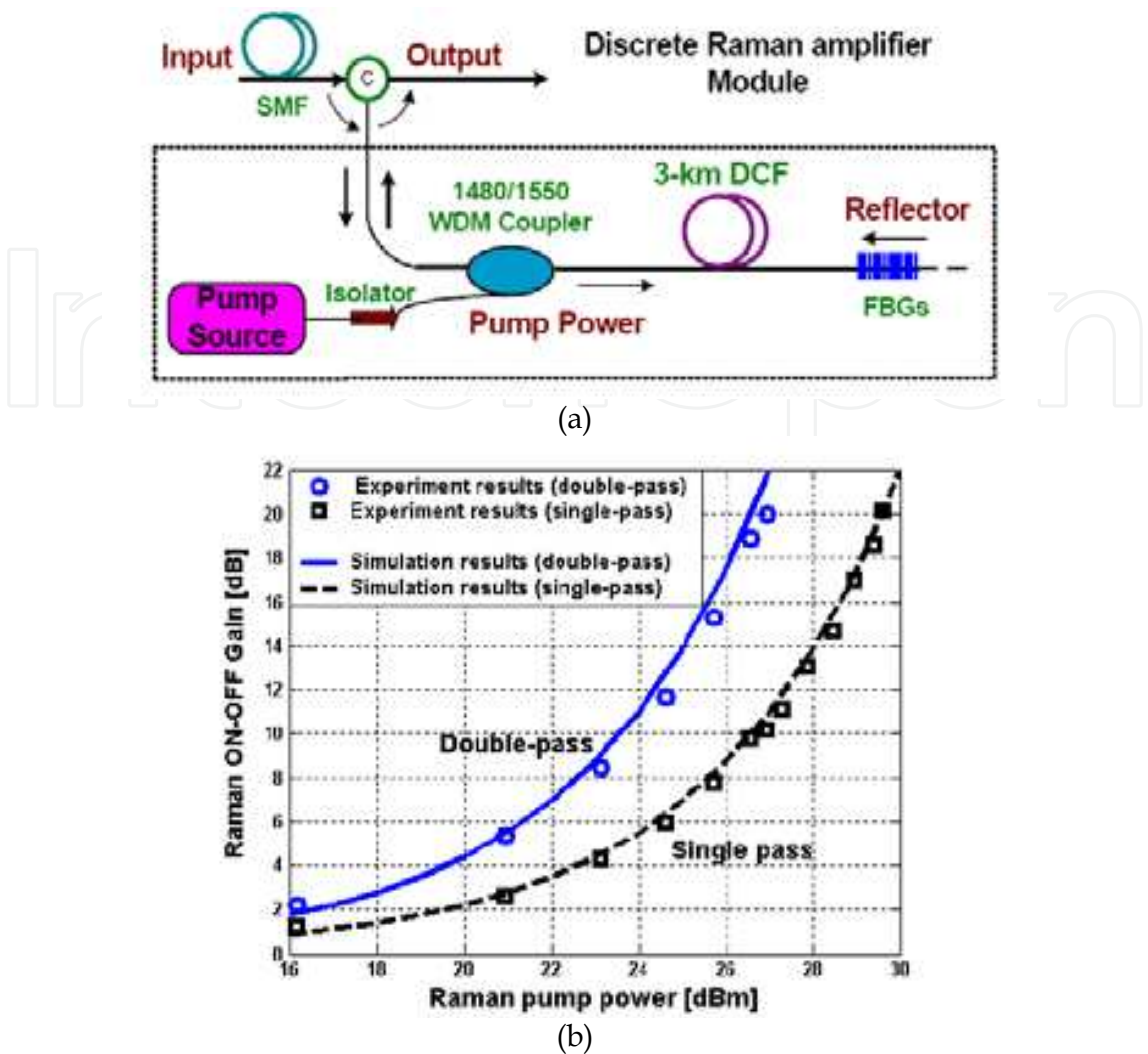 Input
Output
Discrete Raman amplifier
Module
C
SMF
3-km DCF
1480/1550
WDM Coupler
Reflector
Isolator
Pump
Source
Pump Power
FBGs
IntechOpen
(a)
22
20
18
16
14
12
10
8
6
4
2
0
Raman ON-OFF Gain [dB]
Experiment results (double-pass)
Experiment results (single-pass)
Simulation results (double-pass)
Simulation results (single-pass)
Double-pass
Single pass
16 18 20 22 24 26 28 30
Raman pump power [dBm]
(b)